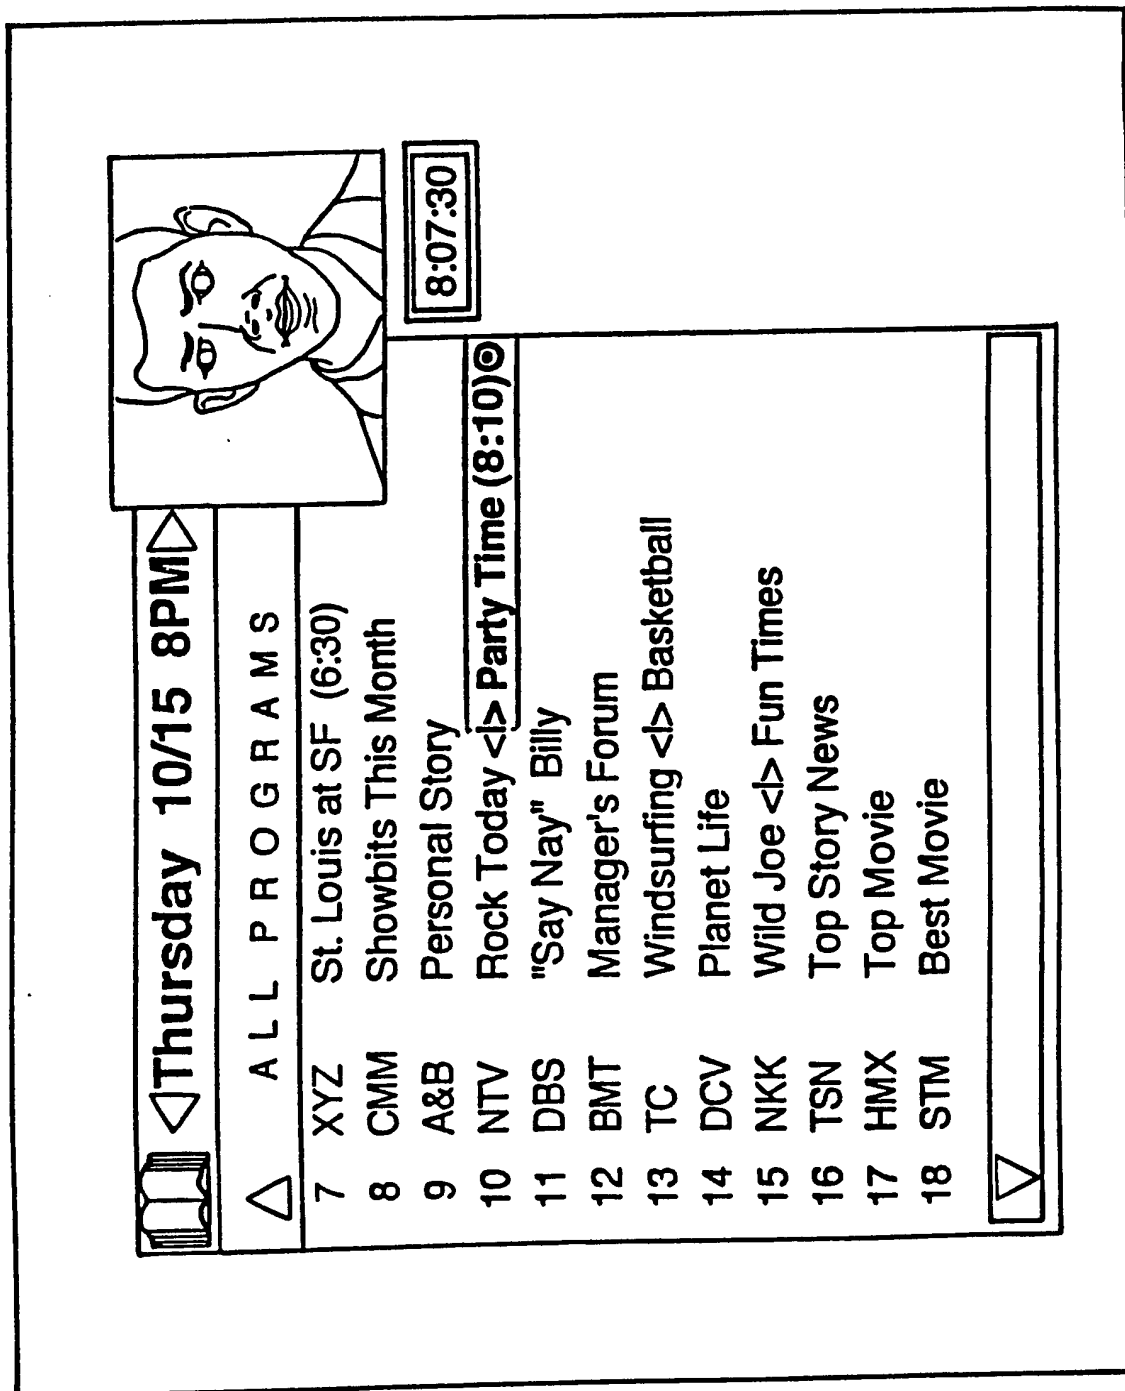 Thursday 10/15 8PM
ALL PROGRAMS
8:07:30
7 XYZ St. Louis at SF (6:30)
8 CMM Showbits This Month
9 A&B Personal Story
10 NTV Rock Today <I> Party Time (8:10)
11 DBS "Say Nay" Billy
12 BMT Manager's Forum
13 TC Windsurfing <I> Basketball
14 DCV Planet Life
15 NKK Wild Joe <I> Fun Times
16 TSN Top Story News
17 HMX Top Movie
18 STM Best Movie